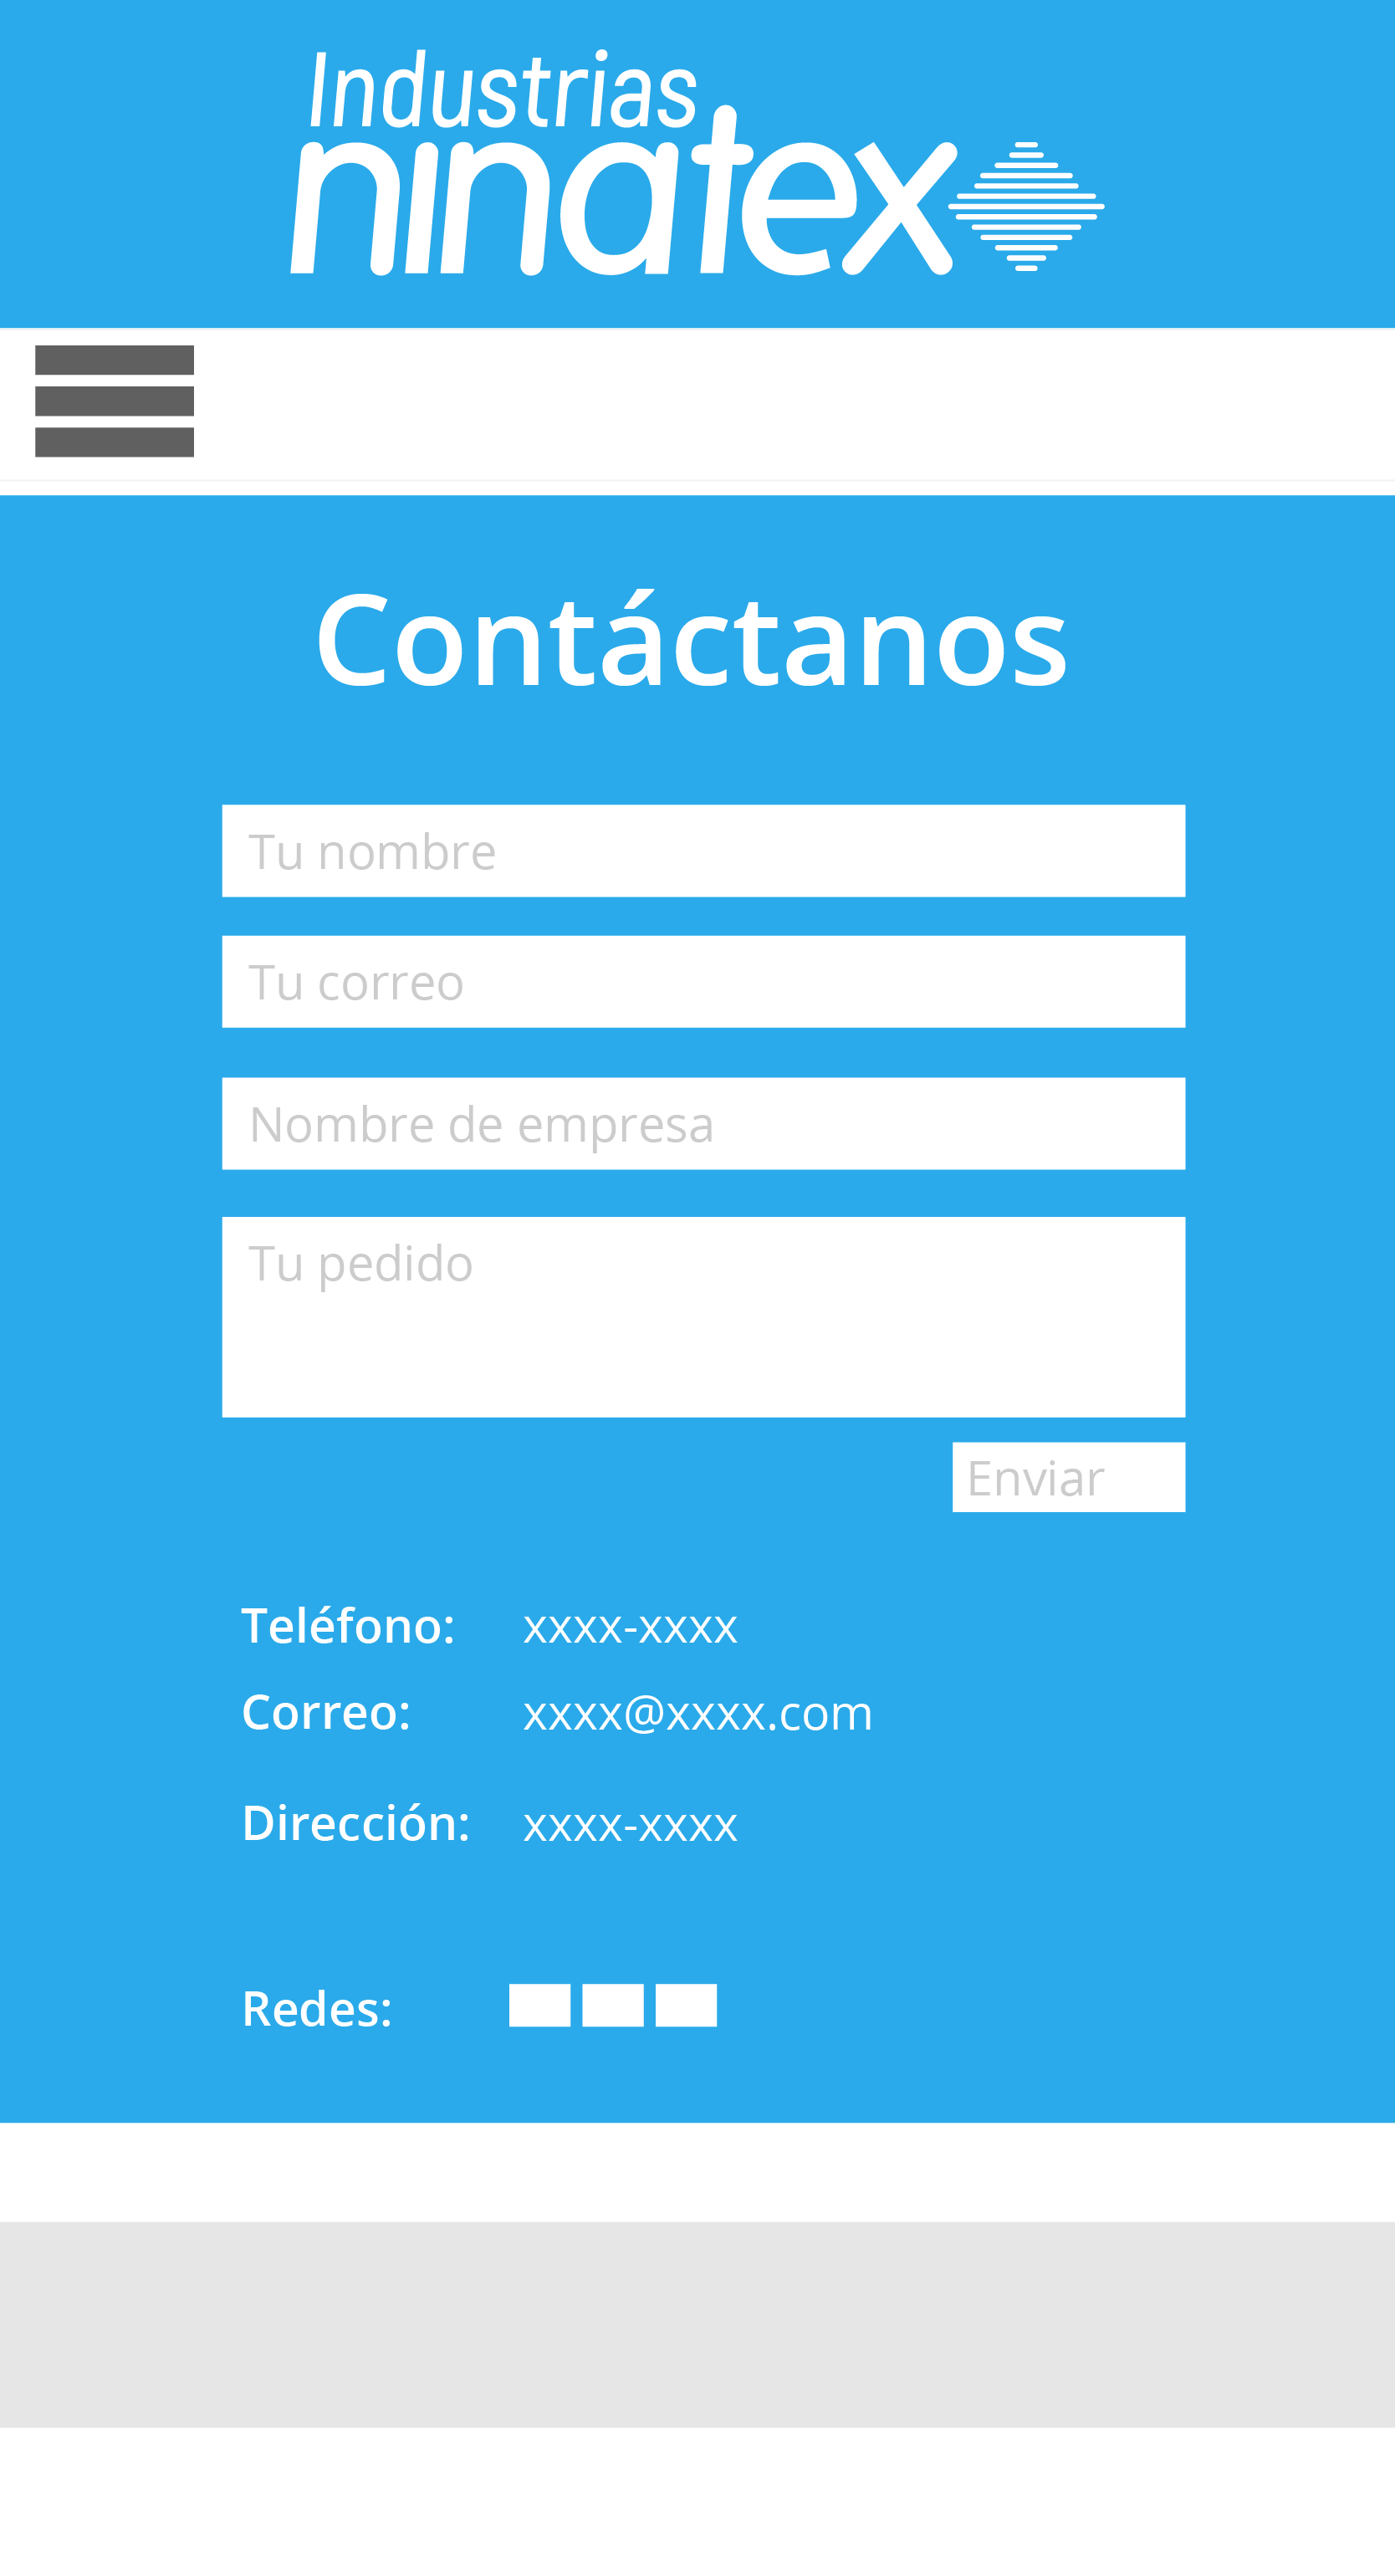 Industrias
ninatex
Contáctanos
Tu nombre
Tu correo
Nombre de empresa
Tu pedido
Enviar
Teléfono: xxxx-xxxx
Correo: xxxx@xxxx.com
Dirección: xxxx-xxxx
Redes: